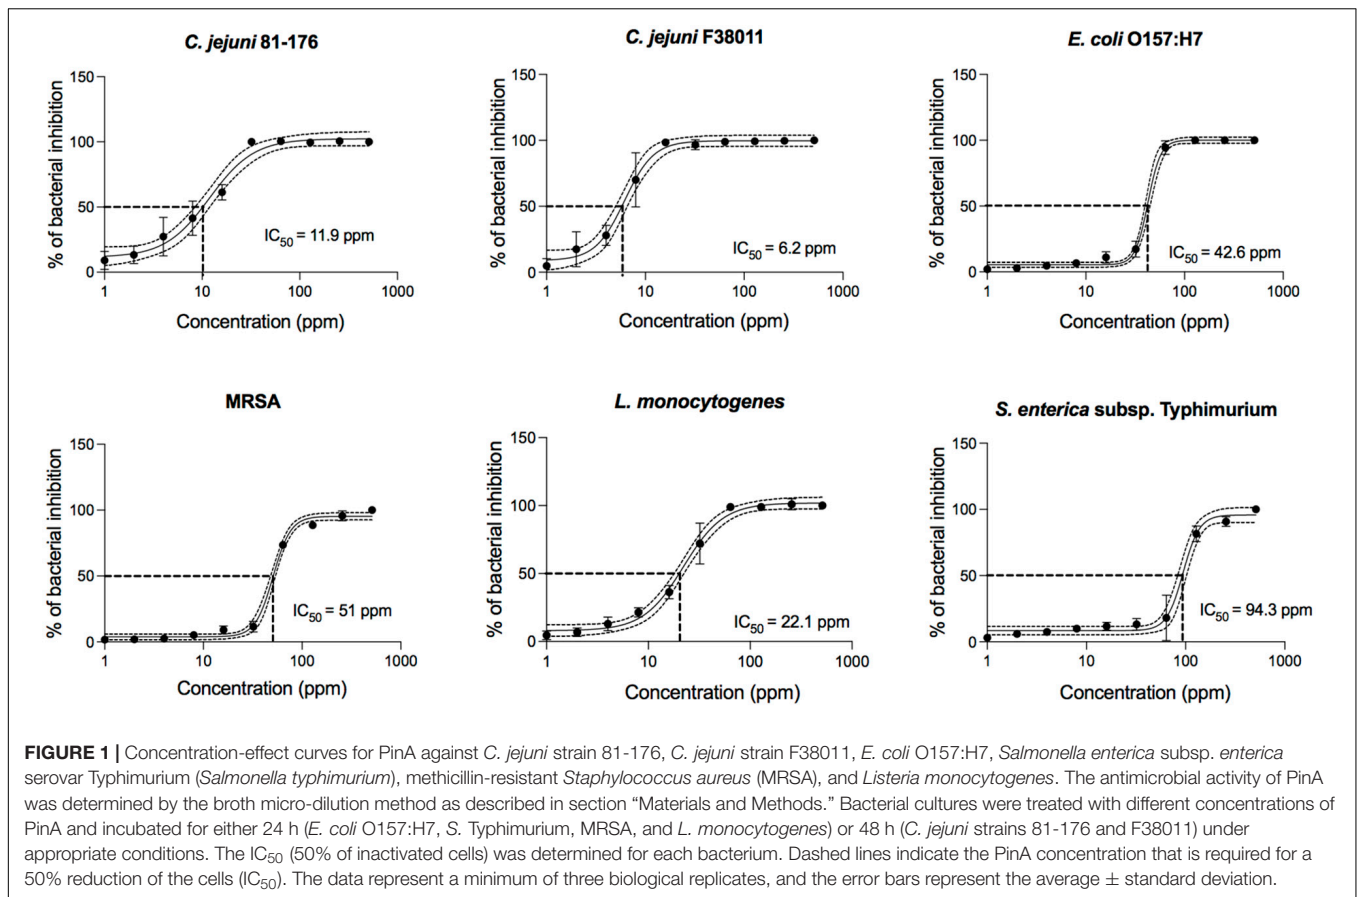 C. jejuni 81-176
% of bacterial inhibition
150
100
50
0
IC50 = 11.9 ppm
1 10 100 1000
Concentration (ppm)
C. jejuni F38011
% of bacterial inhibition
150
100
50
0
IC50 = 6.2 ppm
1 10 100 1000
Concentration (ppm)
E. coli O157:H7
% of bacterial inhibition
150
100
50
0
IC50 = 42.6 ppm
1 10 100 1000
Concentration (ppm)
MRSA
% of bacterial inhibition
150
100
50
0
IC50 = 51 ppm
1 10 100 1000
Concentration (ppm)
L. monocytogenes
% of bacterial inhibition
150
100
50
0
IC50 = 22.1 ppm
1 10 100 1000
Concentration (ppm)
S. enterica subsp. Typhimurium
% of bacterial inhibition
150
100
50
0
IC50 = 94.3 ppm
1 10 100 1000
Concentration (ppm)
FIGURE 1 | Concentration-effect curves for PinA against C. jejuni strain 81-176, C. jejuni strain F38011, E. coli O157:H7, Salmonella enterica subsp. enterica
serovar Typhimurium (Salmonella typhimurium), methicillin-resistant Staphylococcus aureus (MRSA), and Listeria monocytogenes. The antimicrobial activity of PinA
was determined by the broth micro-dilution method as described in section “Materials and Methods.” Bacterial cultures were treated with different concentrations of
PinA and incubated for either 24 h (E. coli O157:H7, S. Typhimurium, MRSA, and L. monocytogenes) or 48 h (C. jejuni strains 81-176 and F38011) under
appropriate conditions. The IC50 (50% of inactivated cells) was determined for each bacterium. Dashed lines indicate the PinA concentration that is required for a
50% reduction of the cells (IC50). The data represent a minimum of three biological replicates, and the error bars represent the average ± standard deviation.